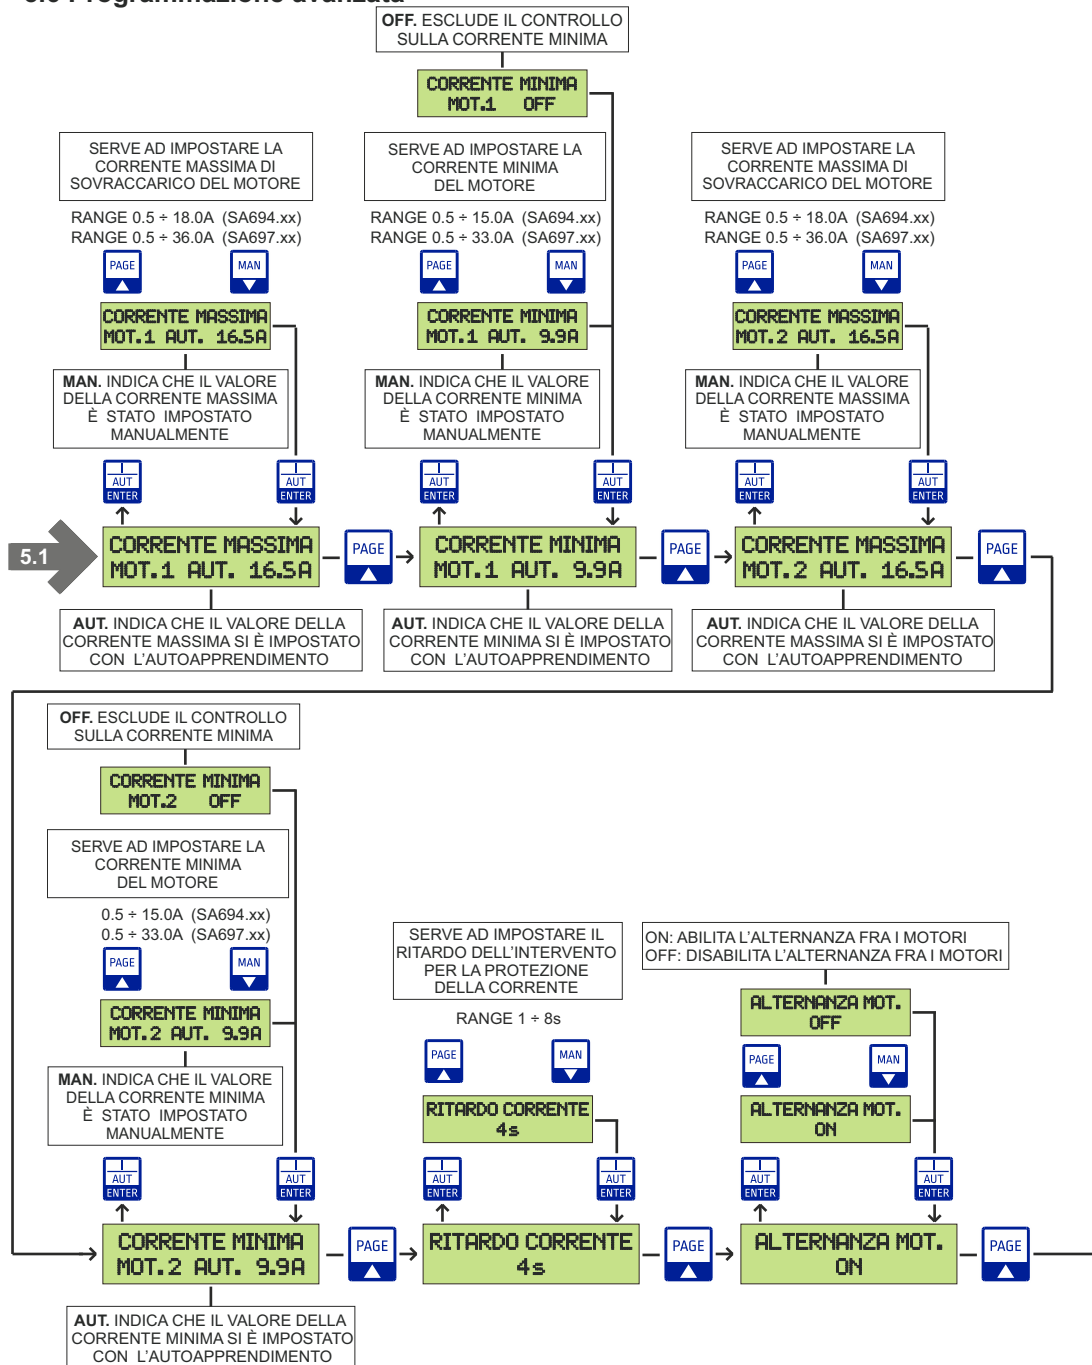 5.0 Programmazione avanzata
OFF. ESCLUDE IL CONTROLLO
SULLA CORRENTE MINIMA
CORRENTE MINIMA
MOT.1 OFF
SERVE AD IMPOSTARE LA
CORRENTE MASSIMA DI
SOVRACCARICO DEL MOTORE
RANGE 0.5 ÷ 18.0A (SA694.xx)
RANGE 0.5 ÷ 36.0A (SA697.xx)
PAGE
MAN
CORRENTE MASSIMA
MOT.1 AUT. 16.5A
MAN. INDICA CHE IL VALORE
DELLA CORRENTE MASSIMA
È STATO IMPOSTATO
MANUALMENTE
SERVE AD IMPOSTARE LA
CORRENTE MINIMA
DEL MOTORE
RANGE 0.5 ÷ 15.0A (SA694.xx)
RANGE 0.5 ÷ 33.0A (SA697.xx)
PAGE
MAN
CORRENTE MINIMA
MOT.1 AUT. 9.9A
MAN. INDICA CHE IL VALORE
DELLA CORRENTE MINIMA
È STATO IMPOSTATO
MANUALMENTE
SERVE AD IMPOSTARE LA
CORRENTE MASSIMA DI
SOVRACCARICO DEL MOTORE
RANGE 0.5 ÷ 18.0A (SA694.xx)
RANGE 0.5 ÷ 36.0A (SA697.xx)
PAGE
MAN
CORRENTE MASSIMA
MOT.2 AUT. 16.5A
MAN. INDICA CHE IL VALORE
DELLA CORRENTE MASSIMA
È STATO IMPOSTATO
MANUALMENTE
I
AUT
ENTER
I
AUT
ENTER
I
AUT
ENTER
I
AUT
ENTER
I
AUT
ENTER
I
AUT
ENTER
5.1
CORRENTE MASSIMA
MOT.1 AUT. 16.5A
PAGE
CORRENTE MINIMA
MOT.1 AUT. 9.9A
PAGE
CORRENTE MASSIMA
MOT.2 AUT. 16.5A
PAGE
AUT. INDICA CHE IL VALORE DELLA
CORRENTE MASSIMA SI È IMPOSTATO
CON L'AUTOAPPRENDIMENTO
AUT. INDICA CHE IL VALORE DELLA
CORRENTE MINIMA SI È IMPOSTATO
CON L'AUTOAPPRENDIMENTO
AUT. INDICA CHE IL VALORE DELLA
CORRENTE MASSIMA SI È IMPOSTATO
CON L'AUTOAPPRENDIMENTO
OFF. ESCLUDE IL CONTROLLO
SULLA CORRENTE MINIMA
CORRENTE MINIMA
MOT.2 OFF
SERVE AD IMPOSTARE LA
CORRENTE MINIMA
DEL MOTORE
0.5 ÷ 15.0A (SA694.xx)
0.5 ÷ 33.0A (SA697.xx)
PAGE
MAN
CORRENTE MINIMA
MOT.2 AUT. 9.9A
MAN. INDICA CHE IL VALORE
DELLA CORRENTE MINIMA
È STATO IMPOSTATO
MANUALMENTE
SERVE AD IMPOSTARE IL
RITARDO DELL'INTERVENTO
PER LA PROTEZIONE
DELLA CORRENTE
RANGE 1 ÷ 8s
PAGE
MAN
RITARDO CORRENTE
4s
ON: ABILITA L'ALTERNANZA FRA I MOTORI
OFF: DISABILITA L'ALTERNANZA FRA I MOTORI
ALTERNANZA MOT.
OFF
PAGE
MAN
ALTERNANZA MOT.
ON
I
AUT
ENTER
I
AUT
ENTER
I
AUT
ENTER
I
AUT
ENTER
I
AUT
ENTER
I
AUT
ENTER
CORRENTE MINIMA
MOT.2 AUT. 9.9A
PAGE
RITARDO CORRENTE
4s
PAGE
ALTERNANZA MOT.
ON
PAGE
AUT. INDICA CHE IL VALORE DELLA
CORRENTE MINIMA SI È IMPOSTATO
CON L'AUTOAPPRENDIMENTO